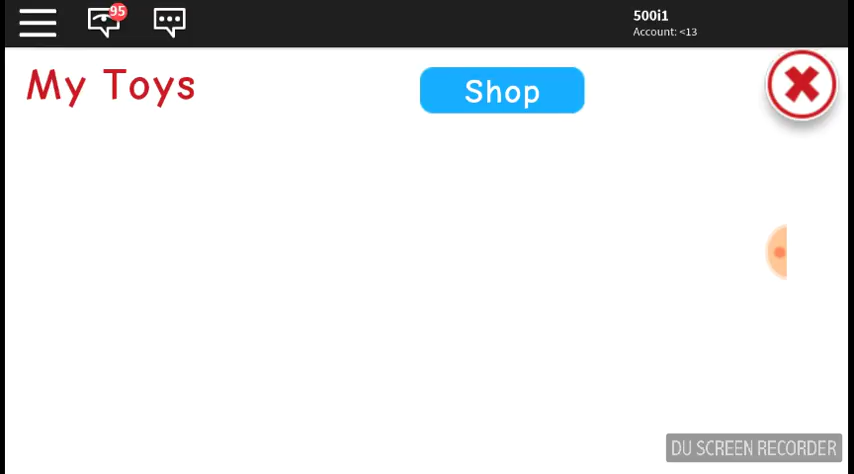 95
500i1
Account: <13
My Toys
Shop
DU SCREEN RECORDER